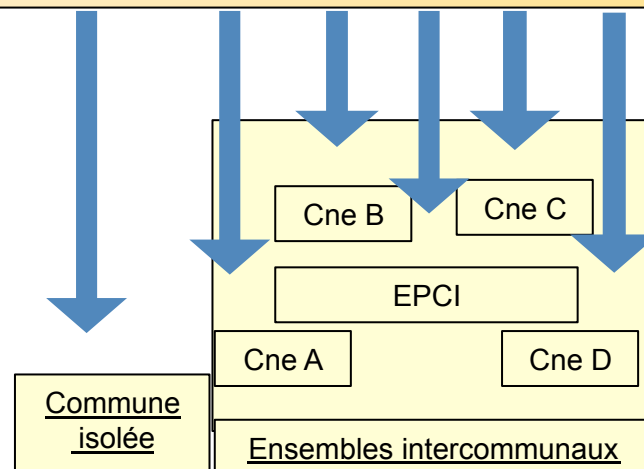 Cne B
Cne C
EPCI
Cne A
Cne D
Commune
isolée
Ensembles intercommunaux